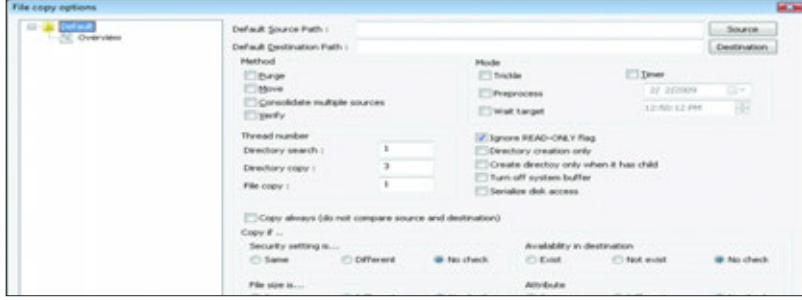 File copy options
Default
Overview
Default Source Path :
Source
Default Destination Path :
Destination
Method
Purge
Move
Consolidate multiple sources
Verify
Mode
Trickle
Timer
Preprocess
2/ 2/2009
Wait target
12:50:12 PM
Thread number
Directory search : 1
Directory copy : 3
File copy : 1
Ignore READ-ONLY flag
Directory creation only
Create directoy only when it has child
Turn off system buffer
Serialize disk access
Copy always (do not compare source and destination)
Copy if ...
Security setting is....
Same Different No check
Availablity in destination
Exist Not exist No check
File size is....
Attribute